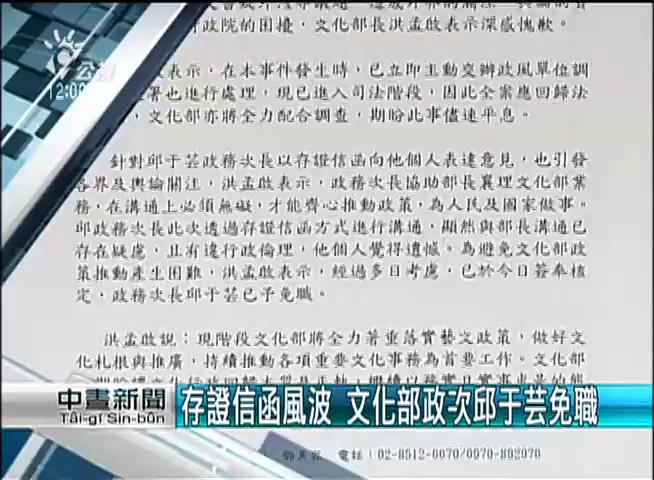 行政院的困擾，文化部長洪孟啟表示深感愧歉。
公視
12:00
表示，在本事件發生時，已立即主動交辦政風單位調
署也進行處理，現已進入司法階段，因此全案應回歸法
，文化部亦將全力配合調查，期盼此事儘速平息。
針對邱于芸政務次長以存證信函向他個人表達意見，也引發
各界及輿論關注，洪孟啟表示，政務次長協助部長襄理文化部業
務，在溝通上必須無礙，才能齊心推動政策，為人民及國家做事。
邱政務次長此次透過存證信函方式進行溝通，顯然與部長溝通已
存在疑慮，且有違行政倫理，他個人覺得遺憾。為避免文化部政
策推動產生困難，洪孟啟表示，經過多日考慮，已於今日簽奉核
定，政務次長邱于芸已予免職。
洪孟啟說：現階段文化部將全力著重落實藝文政策，做好文
化札根與推廣，持續推動各項重要文化事務為首要工作。文化部
中晝新聞
Tâi-gí Sin-bûn
存證信函風波 文化部政次邱于芸免職
電話 (02-8512-6070/0970-892070